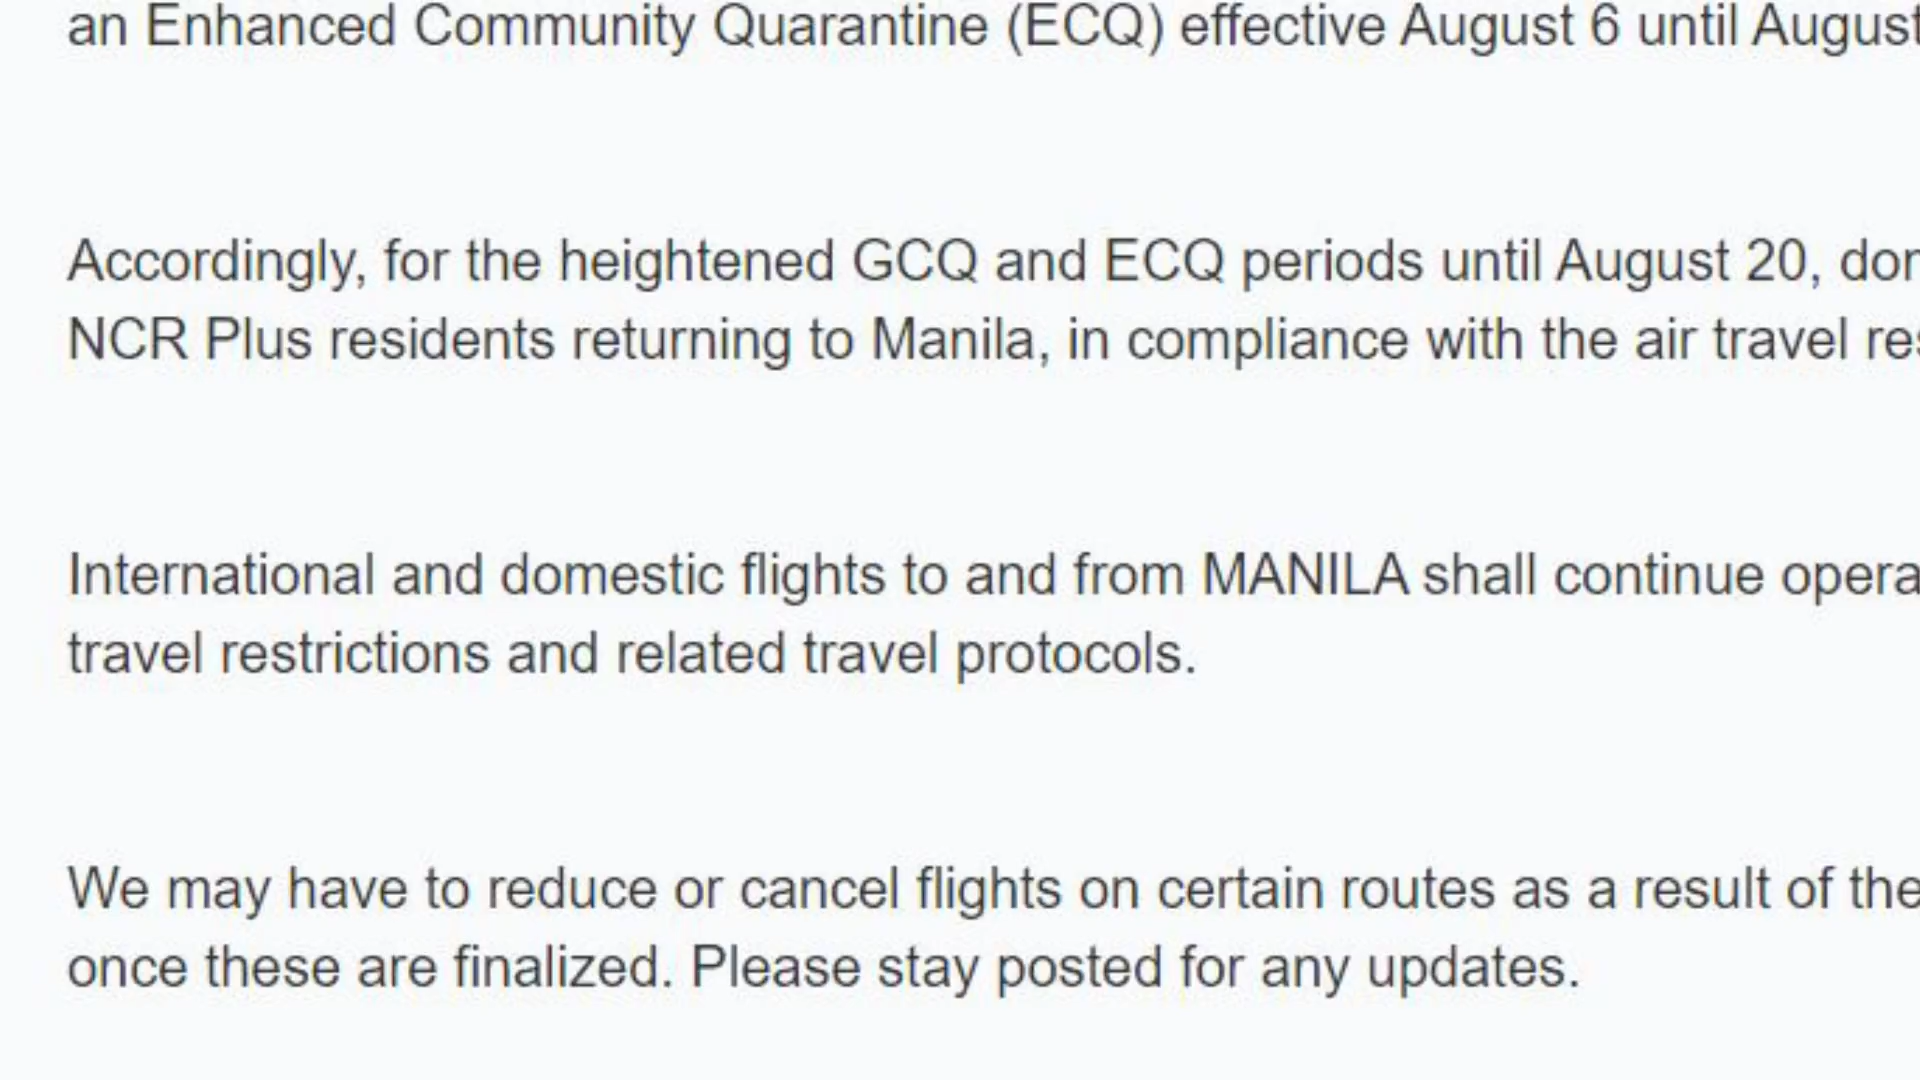 an Enhanced Community Quarantine (ECQ) effective August 6 until August
Accordingly, for the heightened GCQ and ECQ periods until August 20,
NCR Plus residents returning to Manila, in compliance with the air travel
International and domestic flights to and from MANILA shall continue
travel restrictions and related travel protocols.
We may have to reduce or cancel flights on certain routes as a result of the
once these are finalized. Please stay posted for any updates.